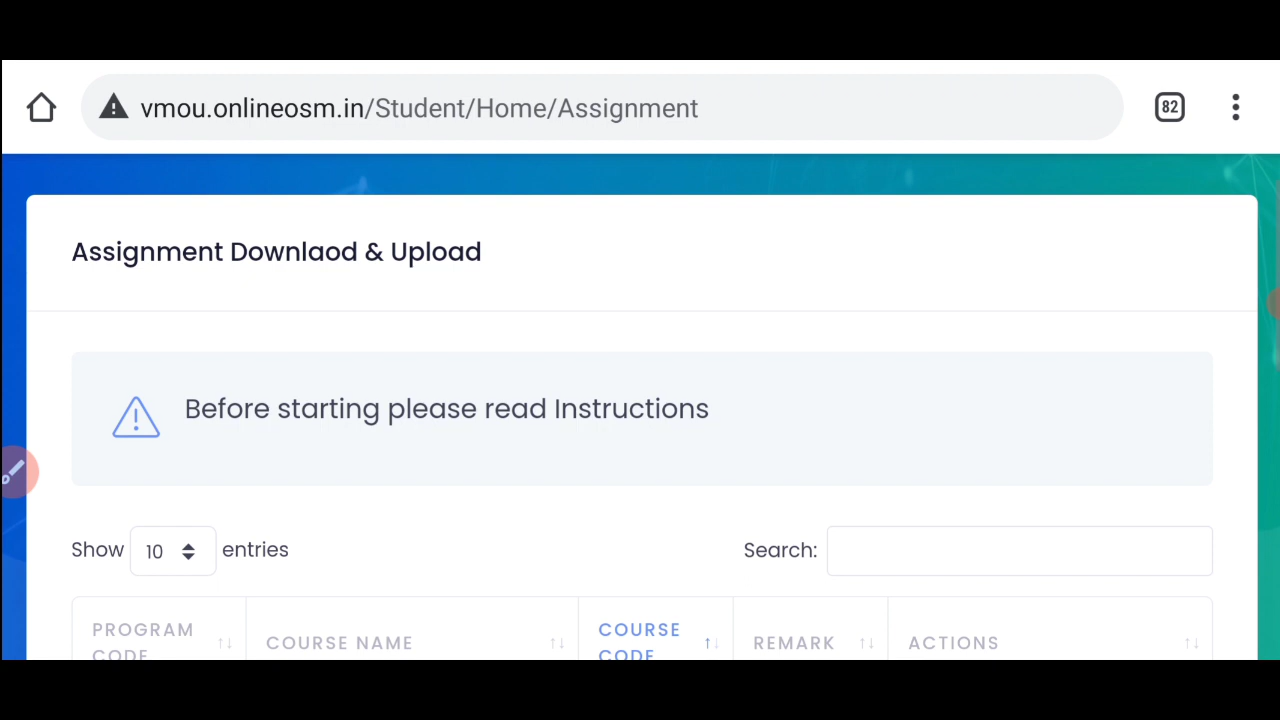 vmou.onlineosm.in/Student/Home/Assignment
82
Assignment Downlaod & Upload
Before starting please read Instructions
Show 10 entries
Search:
PROGRAM CODE
COURSE NAME
COURSE CODE
REMARK
ACTIONS